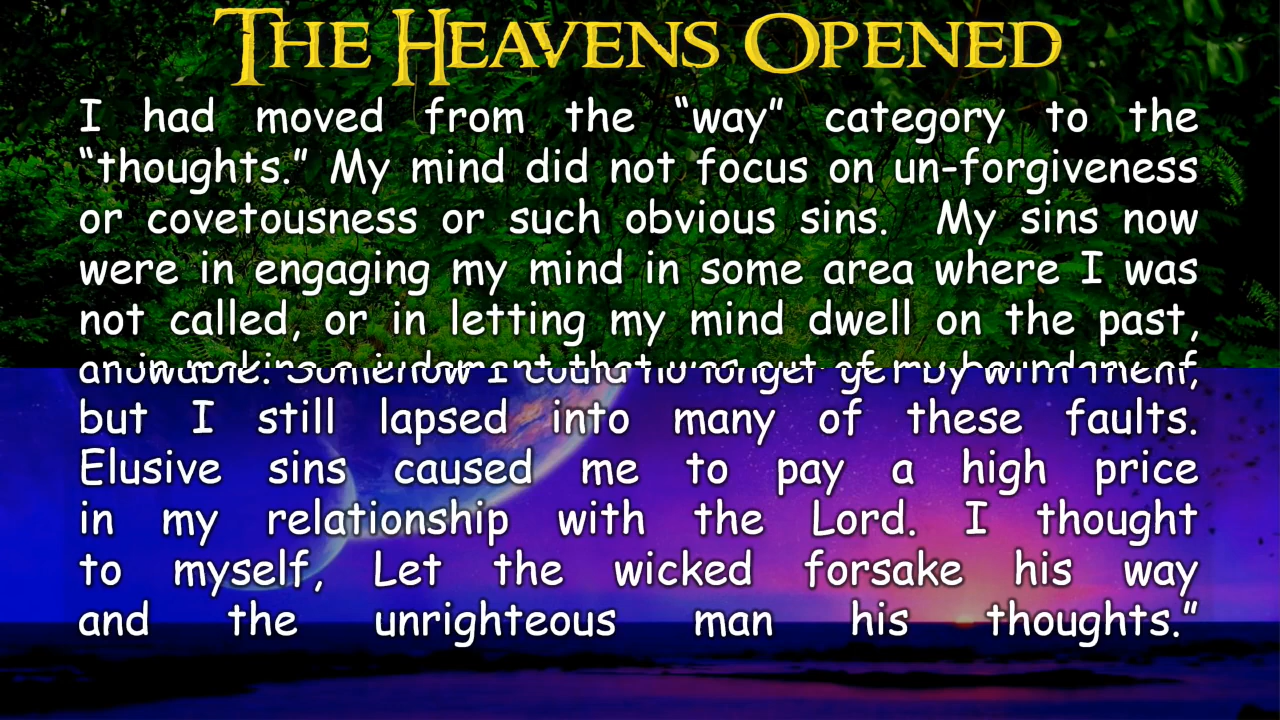 THE HEAVENS OPENED
I had moved from the “way” category to the
“thoughts.” My mind did not focus on un-forgiveness
or covetousness or such obvious sins. My sins now
were in engaging my mind in some area where I was
not called, or in letting my mind dwell on the past,
but I still lapsed into many of these faults.
Elusive sins caused me to pay a high price
in my relationship with the Lord. I thought
to myself, Let the wicked forsake his way
and the unrighteous man his thoughts.”